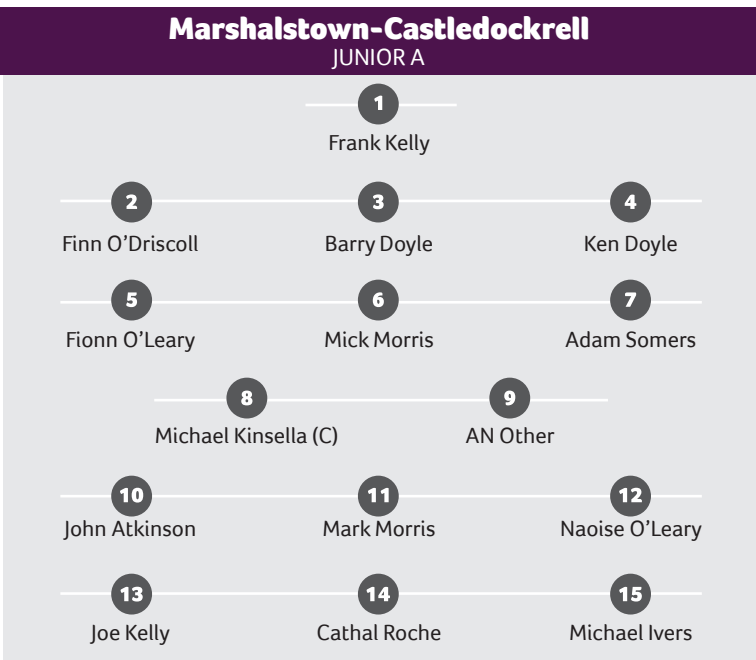 Marshalstown-Castledockrell
JUNIOR A
1
Frank Kelly
2 3 4
Finn O’Driscoll Barry Doyle Ken Doyle
5 6 7
Fionn O’Leary Mick Morris Adam Somers
8 9
Michael Kinsella (C) AN Other
10 11 12
John Atkinson Mark Morris Naoise O’Leary
13 14 15
Joe Kelly Cathal Roche Michael Ivers